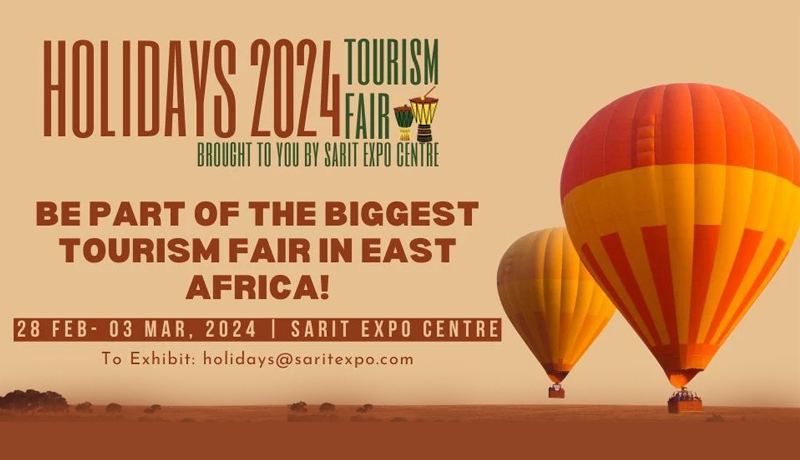 HOLIDAYS 2024 TOURISM
FAIR
BROUGHT TO YOU BY SARIT EXPO CENTRE
BE PART OF THE BIGGEST
TOURISM FAIR IN EAST
AFRICA!
28 FEB- 03 MAR, 2024 | SARIT EXPO CENTRE
To Exhibit: holidays@saritexpo.com